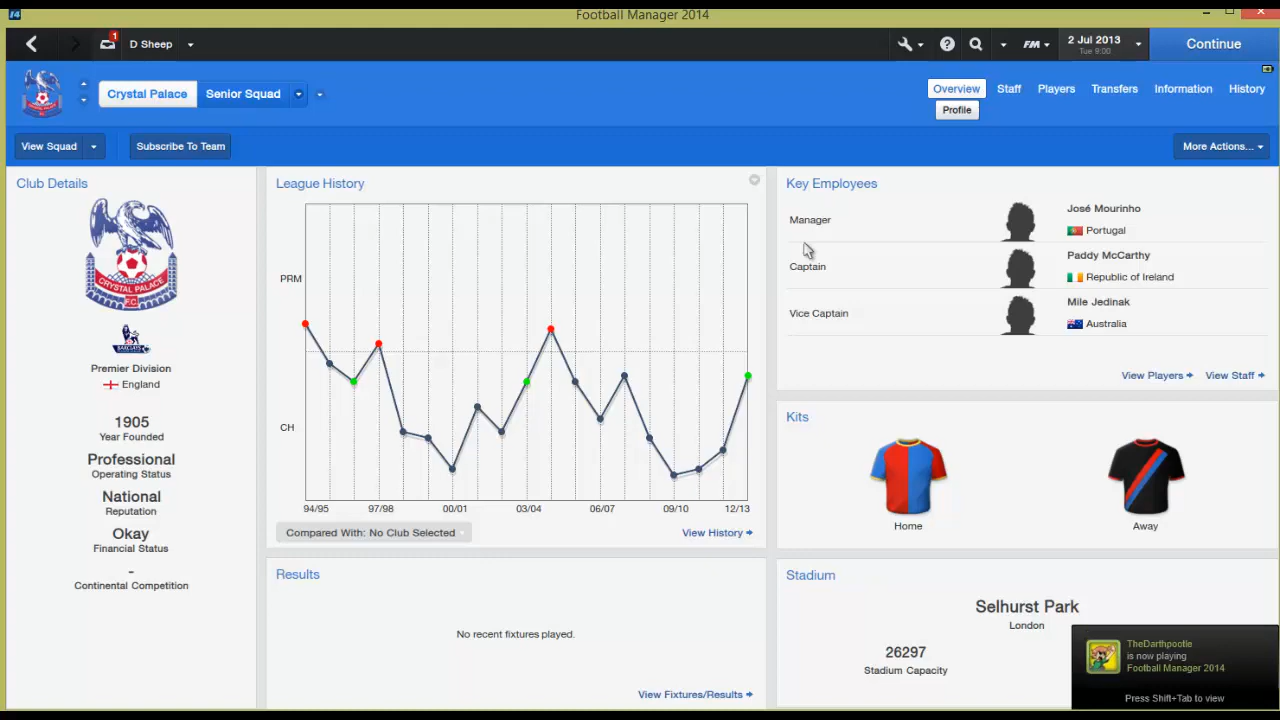 Football Manager 2014
14
1
D Sheep
FM
2 Jul 2013
Tue 9:00
Continue
Crystal Palace
Senior Squad
Overview
Staff
Players
Transfers
Information
History
Profile
View Squad
Subscribe To Team
More Actions...
Club Details
CRYSTAL PALACE
F.C.
Premier Division
England
1905
Year Founded
Professional
Operating Status
National
Reputation
Okay
Financial Status
-
Continental Competition
League History
PRM
CH
94/95
97/98
00/01
03/04
06/07
09/10
12/13
Compared With: No Club Selected
View History
Results
No recent fixtures played.
View Fixtures/Results
Key Employees
Manager
José Mourinho
Portugal
Captain
Paddy McCarthy
Republic of Ireland
Vice Captain
Mile Jedinak
Australia
View Players
View Staff
Kits
Home
Away
Stadium
Selhurst Park
London
26297
Stadium Capacity
TheDarthpootle
is now playing
Football Manager 2014
Press Shift+Tab to view